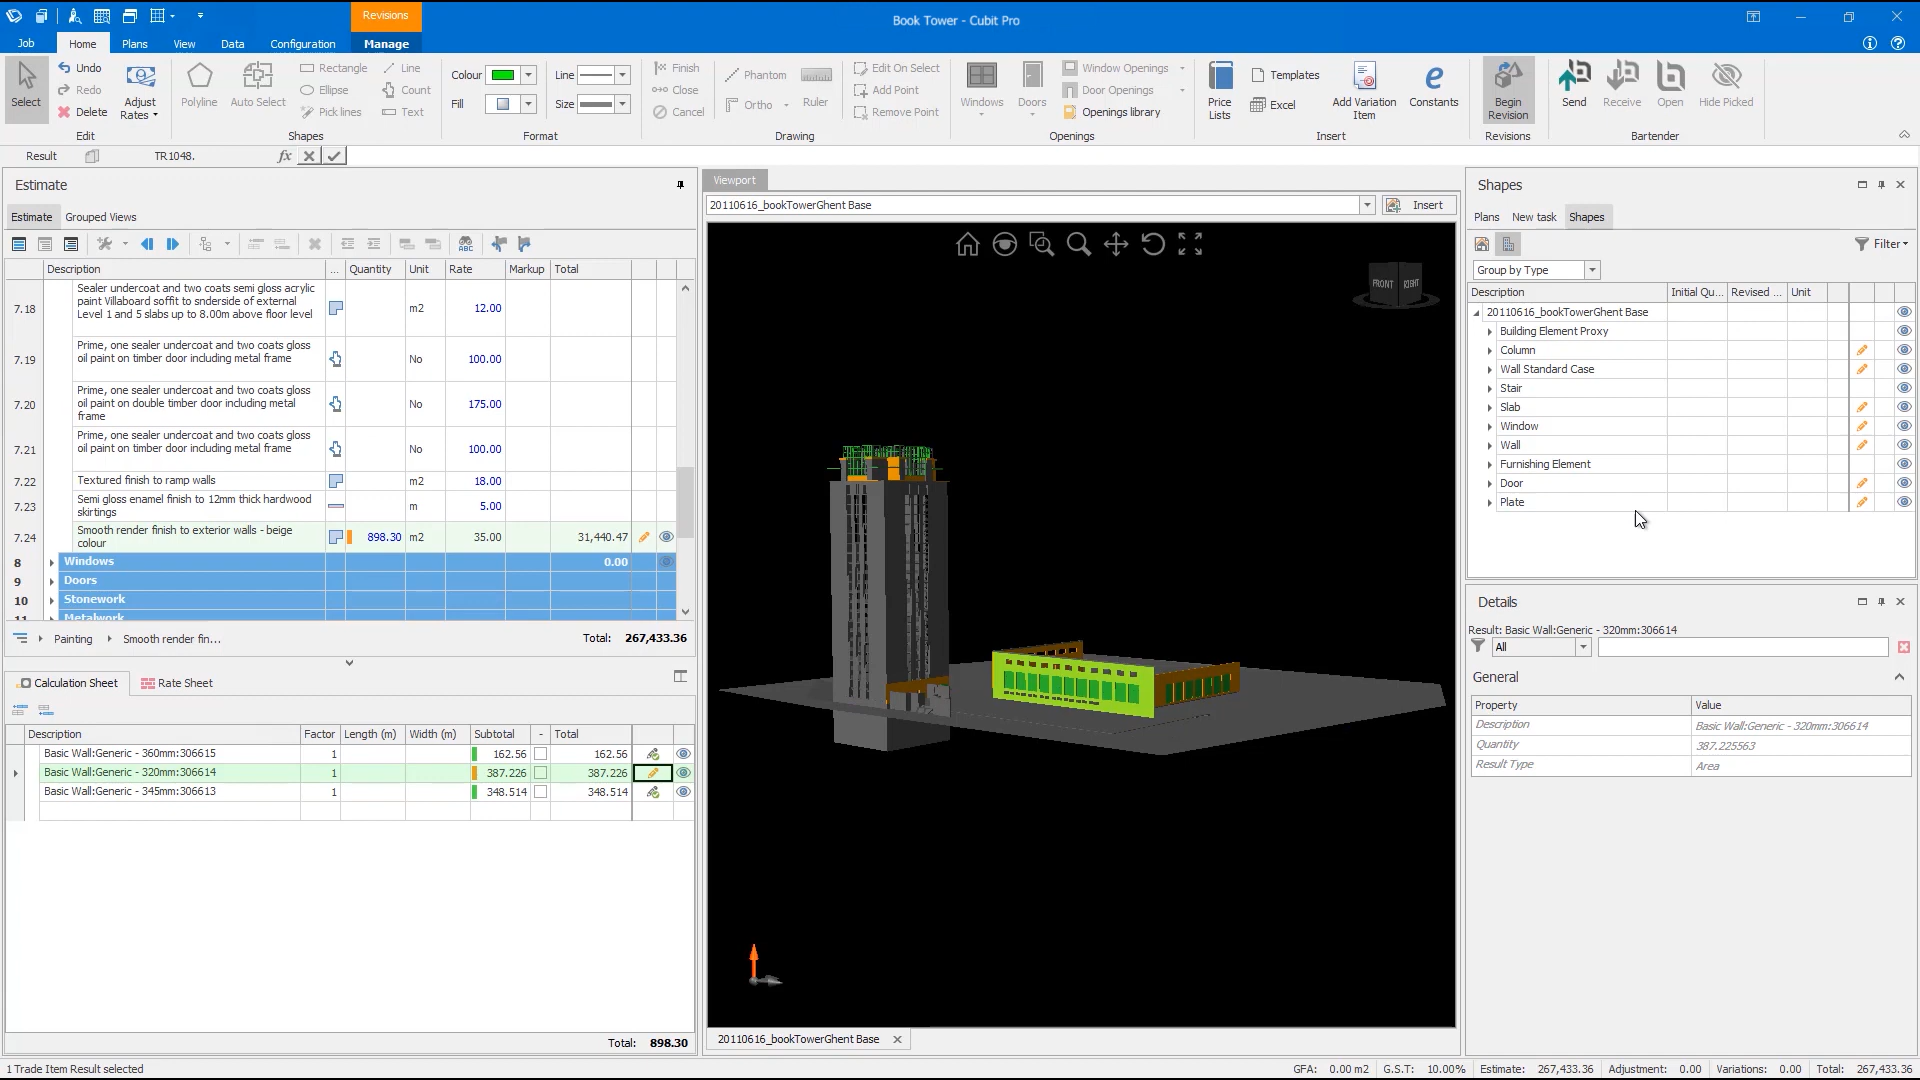 Revisions
Book Tower - Cubit Pro
Job Home Plans View Data Configuration Manage
Select
Undo
Redo
Delete
Edit
Adjust
Rates
Polyline
Auto Select
Rectangle
Ellipse
Pick lines
Line
Count
Text
Shapes
Colour
Fill
Line
Size
Format
Finish
Close
Cancel
Phantom
Ortho
Ruler
Edit On Select
Add Point
Remove Point
Drawing
Windows
Doors
Window Openings
Door Openings
Openings library
Openings
Price
Lists
Templates
Excel
Add Variation
Item
Constants
Insert
Begin
Revision
Revisions
Send
Receive
Open
Hide Picked
Bartender
Result TR1048. fx
Estimate
Estimate Grouped Views
ABC
Description ... Quantity Unit Rate Markup Total
7.18 Sealer undercoat and two coats semi gloss acrylic
paint Villaboard soffit to snderside of external
Level 1 and 5 slabs up to 8.00m above floor level
m2 12.00
7.19 Prime, one sealer undercoat and two coats gloss
oil paint on timber door including metal frame
No 100.00
7.20 Prime, one sealer undercoat and two coats gloss
oil paint on double timber door including metal
frame
No 175.00
7.21 Prime, one sealer undercoat and two coats gloss
oil paint on timber door including metal frame
No 100.00
7.22 Textured finish to ramp walls m2 18.00
7.23 Semi gloss enamel finish to 12mm thick hardwood
skirtings
m 5.00
7.24 Smooth render finish to exterior walls - beige
colour
898.30 m2 35.00 31,440.47
8 Windows 0.00
9 Doors
10 Stonework
11 Metalwork
Painting Smooth render fin... Total: 267,433.36
Calculation Sheet Rate Sheet
Description Factor Length (m) Width (m) Subtotal - Total
Basic Wall:Generic - 360mm:306615 1 162.56 162.56
Basic Wall:Generic - 320mm:306614 1 387.226 387.226
Basic Wall:Generic - 345mm:306613 1 348.514 348.514
Total: 898.30
Viewport
20110616_bookTowerGhent Base Insert
FRONT RIGHT
20110616_bookTowerGhent Base
Shapes
Plans New task Shapes
Filter
Group by Type
Description Initial Qu... Revised ... Unit
20110616_bookTowerGhent Base
Building Element Proxy
Column
Wall Standard Case
Stair
Slab
Window
Wall
Furnishing Element
Door
Plate
Details
Result: Basic Wall:Generic - 320mm:306614
All
General
Property Value
Description Basic Wall:Generic - 320mm:306614
Quantity 387.225563
Result Type Area
1 Trade Item Result selected GFA: 0.00 m2 G.S.T: 10.00% Estimate: 267,433.36 Adjustment: 0.00 Variations: 0.00 Total: 267,433.36